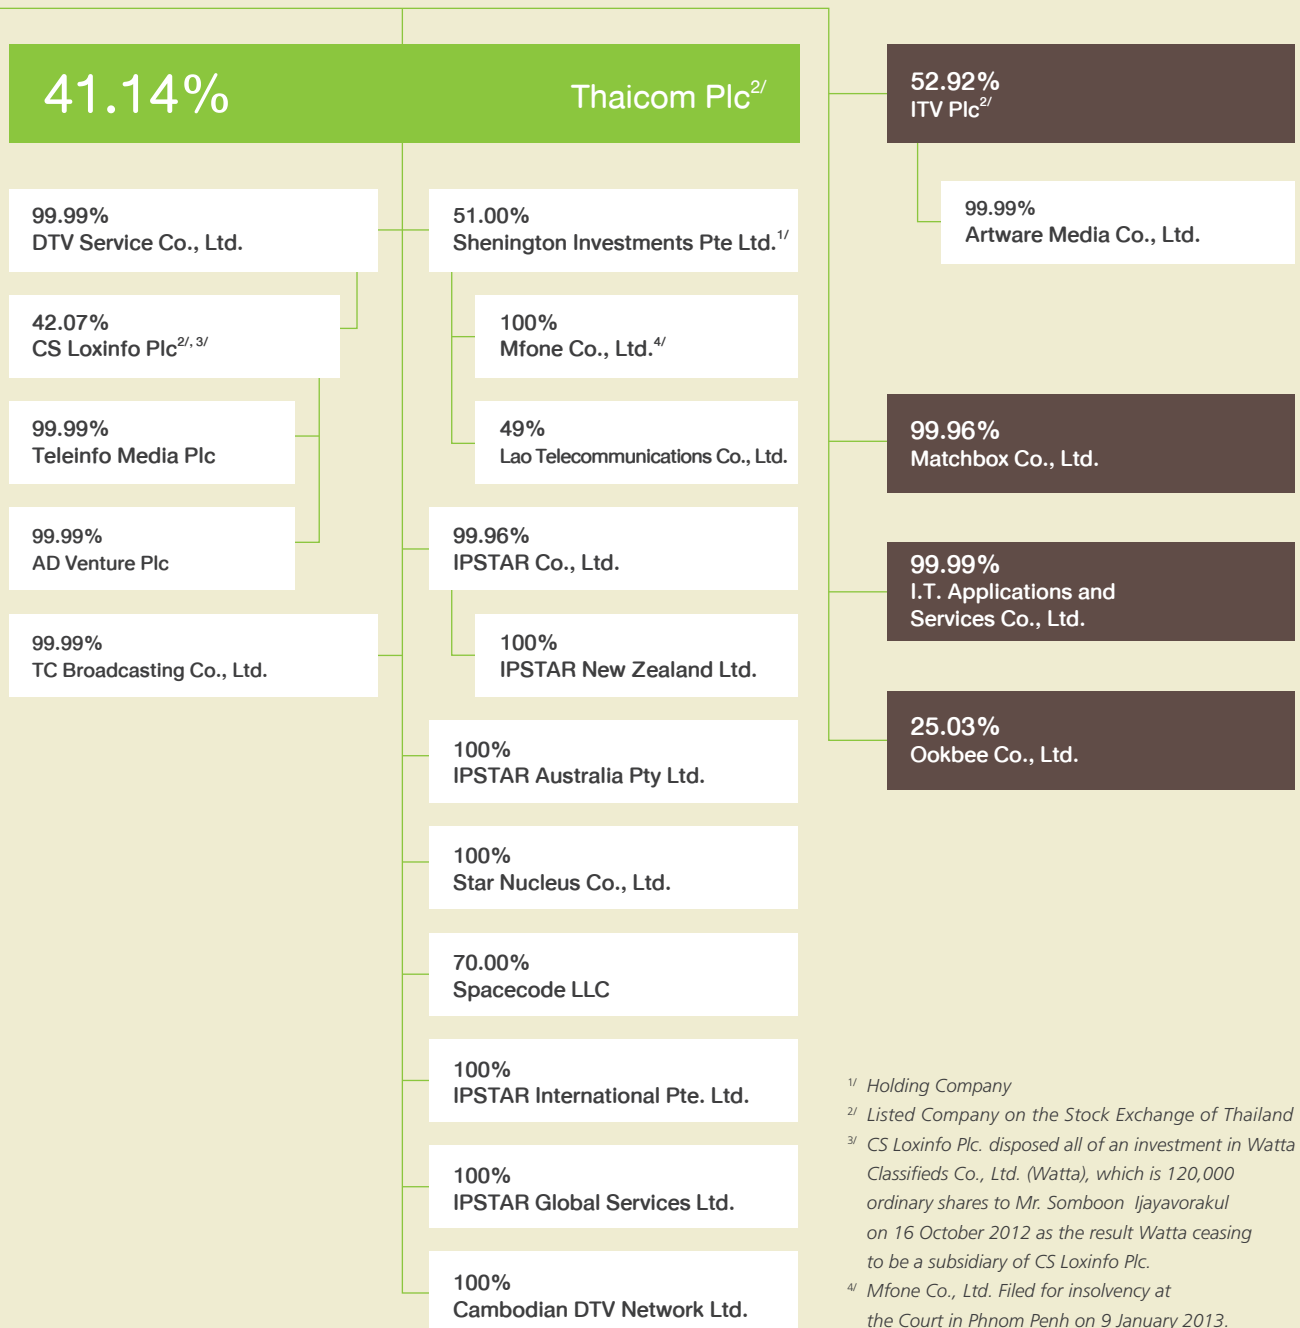 41.14%
Thaicom Plc2/
99.99%
DTV Service Co., Ltd.
42.07%
CS Loxinfo Plc2/, 3/
99.99%
Teleinfo Media Plc
99.99%
AD Venture Plc
99.99%
TC Broadcasting Co., Ltd.
51.00%
Shenington Investments Pte Ltd.1/
100%
Mfone Co., Ltd.4/
49%
Lao Telecommunications Co., Ltd.
99.96%
IPSTAR Co., Ltd.
100%
IPSTAR New Zealand Ltd.
100%
IPSTAR Australia Pty Ltd.
100%
Star Nucleus Co., Ltd.
70.00%
Spacecode LLC
100%
IPSTAR International Pte. Ltd.
100%
IPSTAR Global Services Ltd.
100%
Cambodian DTV Network Ltd.
52.92%
ITV Plc2/
99.99%
Artware Media Co., Ltd.
99.96%
Matchbox Co., Ltd.
99.99%
I.T. Applications and
Services Co., Ltd.
25.03%
Ookbee Co., Ltd.
1/ Holding Company
2/ Listed Company on the Stock Exchange of Thailand
3/ CS Loxinfo Plc. disposed all of an investment in Watta
Classifieds Co., Ltd. (Watta), which is 120,000
ordinary shares to Mr. Somboon Ijayavorakul
on 16 October 2012 as the result Watta ceasing
to be a subsidiary of CS Loxinfo Plc.
4/ Mfone Co., Ltd. Filed for insolvency at
the Court in Phnom Penh on 9 January 2013.